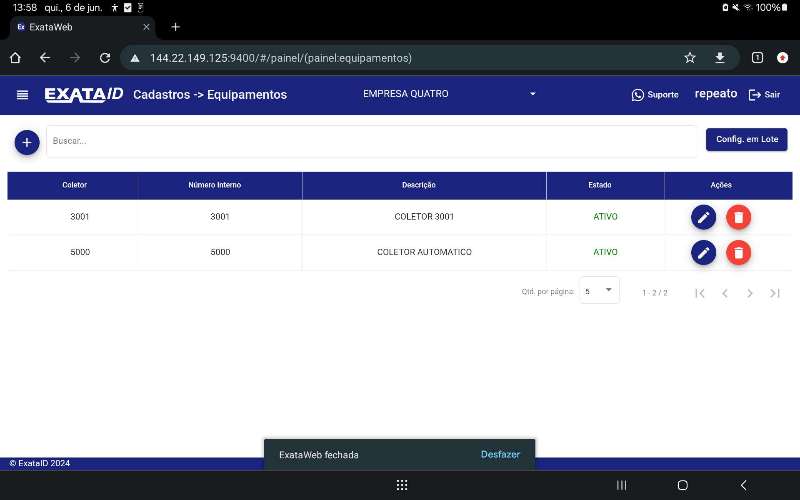 13:58 qui., 6 de jun. 100%
Ex ExataWeb
144.22.149.125:9400/#/painel/(painel:equipamentos) 1
EXATAID Cadastros -> Equipamentos EMPRESA QUATRO Suporte repeato Sair
Buscar... Config. em Lote
Coletor Número Interno Descrição Estado Ações
3001 3001 COLETOR 3001 ATIVO
5000 5000 COLETOR AUTOMATICO ATIVO
Qtd. por página: 5 1 - 2 / 2
ExataWeb fechada Desfazer
© ExataID 2024